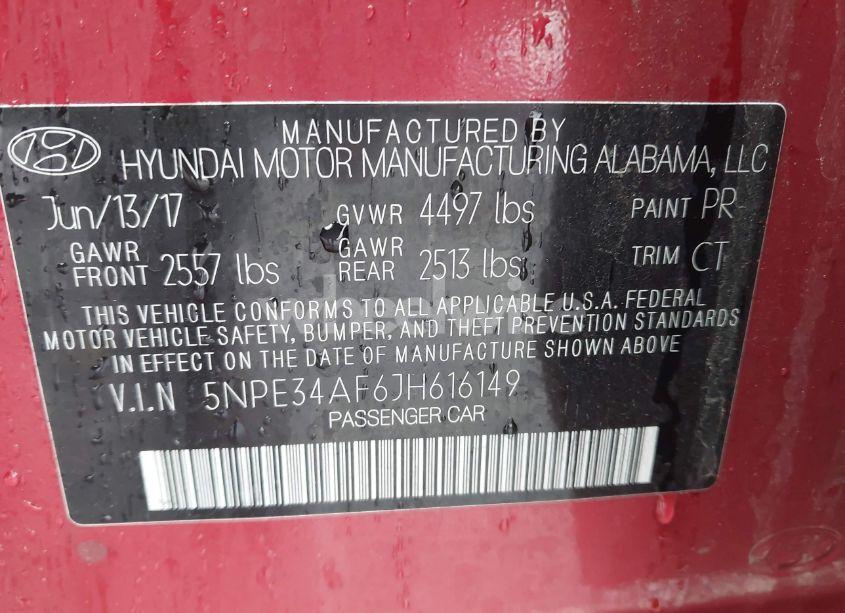 MANUFACTURED BY
HYUNDAI MOTOR MANUFACTURING ALABAMA, LLC
Jun/13/17 GVWR 4497 lbs PAINT PR
GAWR FRONT 2557 lbs GAWR REAR 2513 lbs TRIM CT
THIS VEHICLE CONFORMS TO ALL APPLICABLE U.S.A. FEDERAL
MOTOR VEHICLE SAFETY, BUMPER, AND THEFT PREVENTION STANDARDS
IN EFFECT ON THE DATE OF MANUFACTURE SHOWN ABOVE.
V.I.N 5NPE34AF6JH616149
PASSENGER CAR